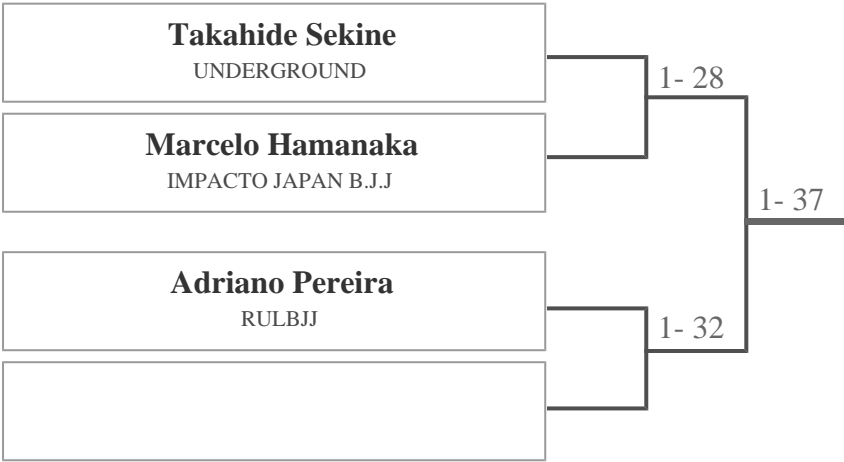 Takahide Sekine
UNDERGROUND
1- 28
Marcelo Hamanaka
IMPACTO JAPAN B.J.J
1- 37
Adriano Pereira
RULBJJ
1- 32